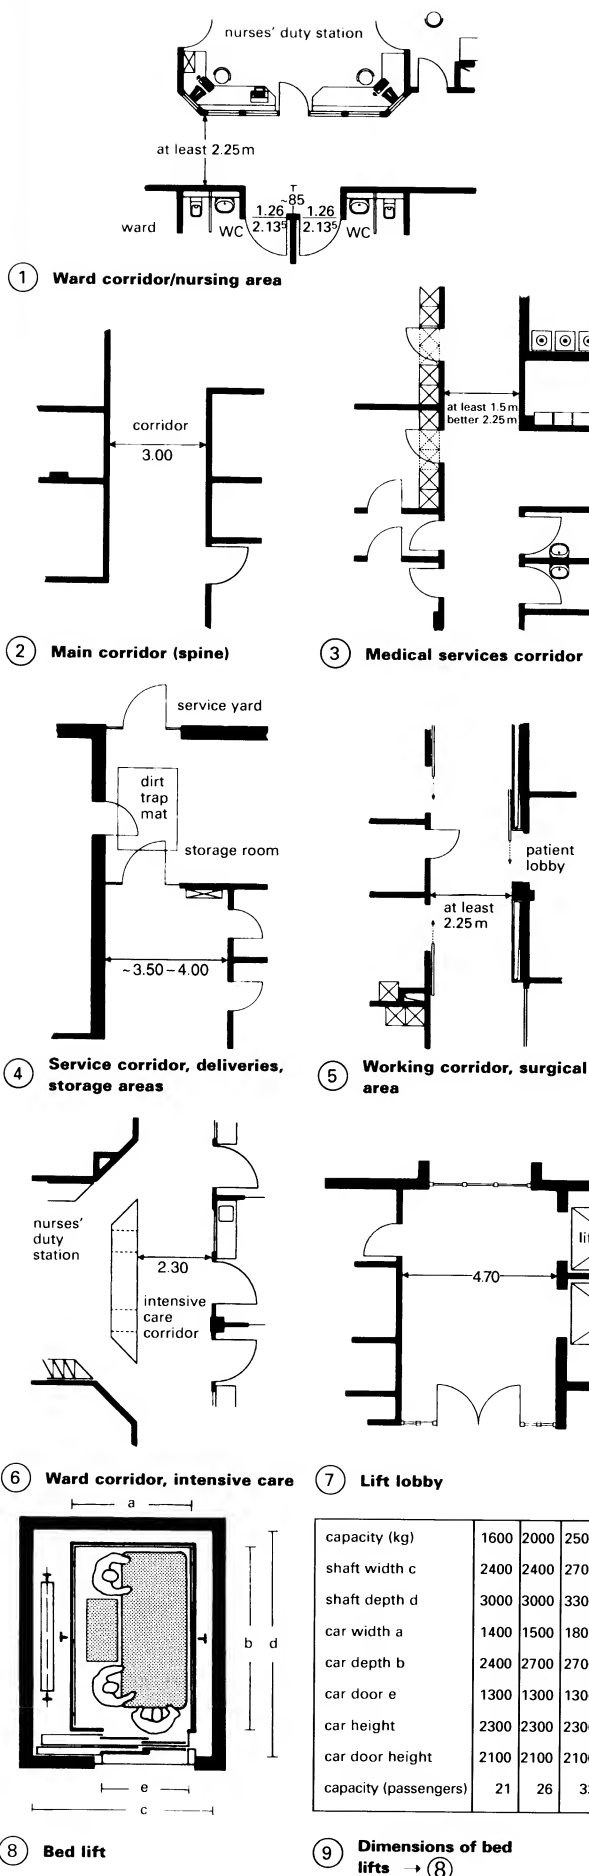 nurses' duty station
at least 2.25m
T
~85
1.26 1.26
2.13⁵ 2.13⁵
ward WC WC
1 Ward corridor/nursing area
corridor
3.00
at least 1.5m
better 2.25m
2 Main corridor (spine)
3 Medical services corridor
service yard
dirt
trap
mat
storage room
~3.50–4.00
patient
lobby
at least
2.25m
4 Service corridor, deliveries,
storage areas
5 Working corridor, surgical
area
nurses'
duty
station
2.30
intensive
care
corridor
4.70
6 Ward corridor, intensive care
7 Lift lobby
a
b d
e
c
capacity (kg) 1600 2000
shaft width c 2400 2400
shaft depth d 3000 3000
car width a 1400 1500
car depth b 2400 2700
car door e 1300 1300
car height 2300 2300
car door height 2100 2100
capacity (passengers) 21 26
8 Bed lift
9 Dimensions of bed
lifts → 8